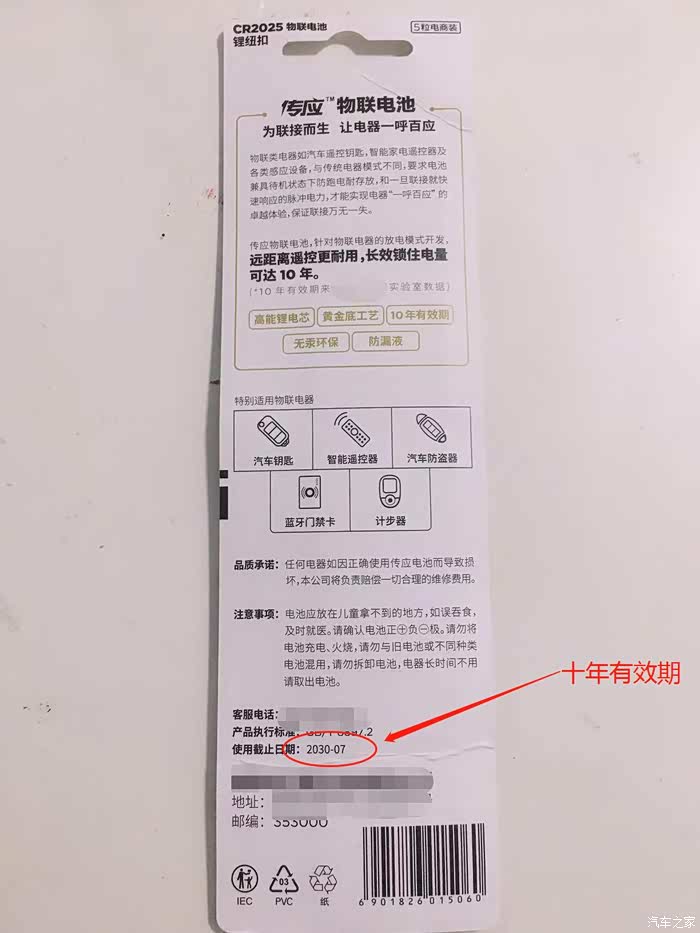 CR2025 物联电池
锂纽扣
5粒电商装
传应™物联电池
为联接而生 让电器一呼百应
物联类电器如汽车遥控钥匙，智能家电遥控器及
各类感应设备，与传统电器模式不同，要求电池
兼具待机状态下防跑电耐存放，和一旦联接就快
速响应的脉冲电力，才能实现电器“一呼百应”的
卓越体验，保证联接万无一失。
传应物联电池，针对物联电器的放电模式开发，
远距离遥控更耐用，长效锁住电量
可达 10 年。
(*10 年有效期来 实验室数据)
高能锂电芯 黄金底工艺 10年有效期
无汞环保 防漏液
特别适用物联电器
汽车钥匙 智能遥控器 汽车防盗器
蓝牙门禁卡 计步器
品质承诺：任何电器如因正确使用传应电池而导致损
坏，本公司将负责赔偿一切合理的维修费用。
注意事项：电池应放在儿童拿不到的地方，如误吞食，
及时就医。请确认电池正⊕负⊖极。请勿将
电池充电、火烧，请勿与旧电池或不同种类
电池混用，请勿拆卸电池，电器长时间不用
请取出电池。
十年有效期
客服电话：
产品执行标准：GB/T 8897.2
使用截止日期：2030-07
地址：
邮编：353000
IEC PVC 纸
03
6 901826 015060
汽车之家